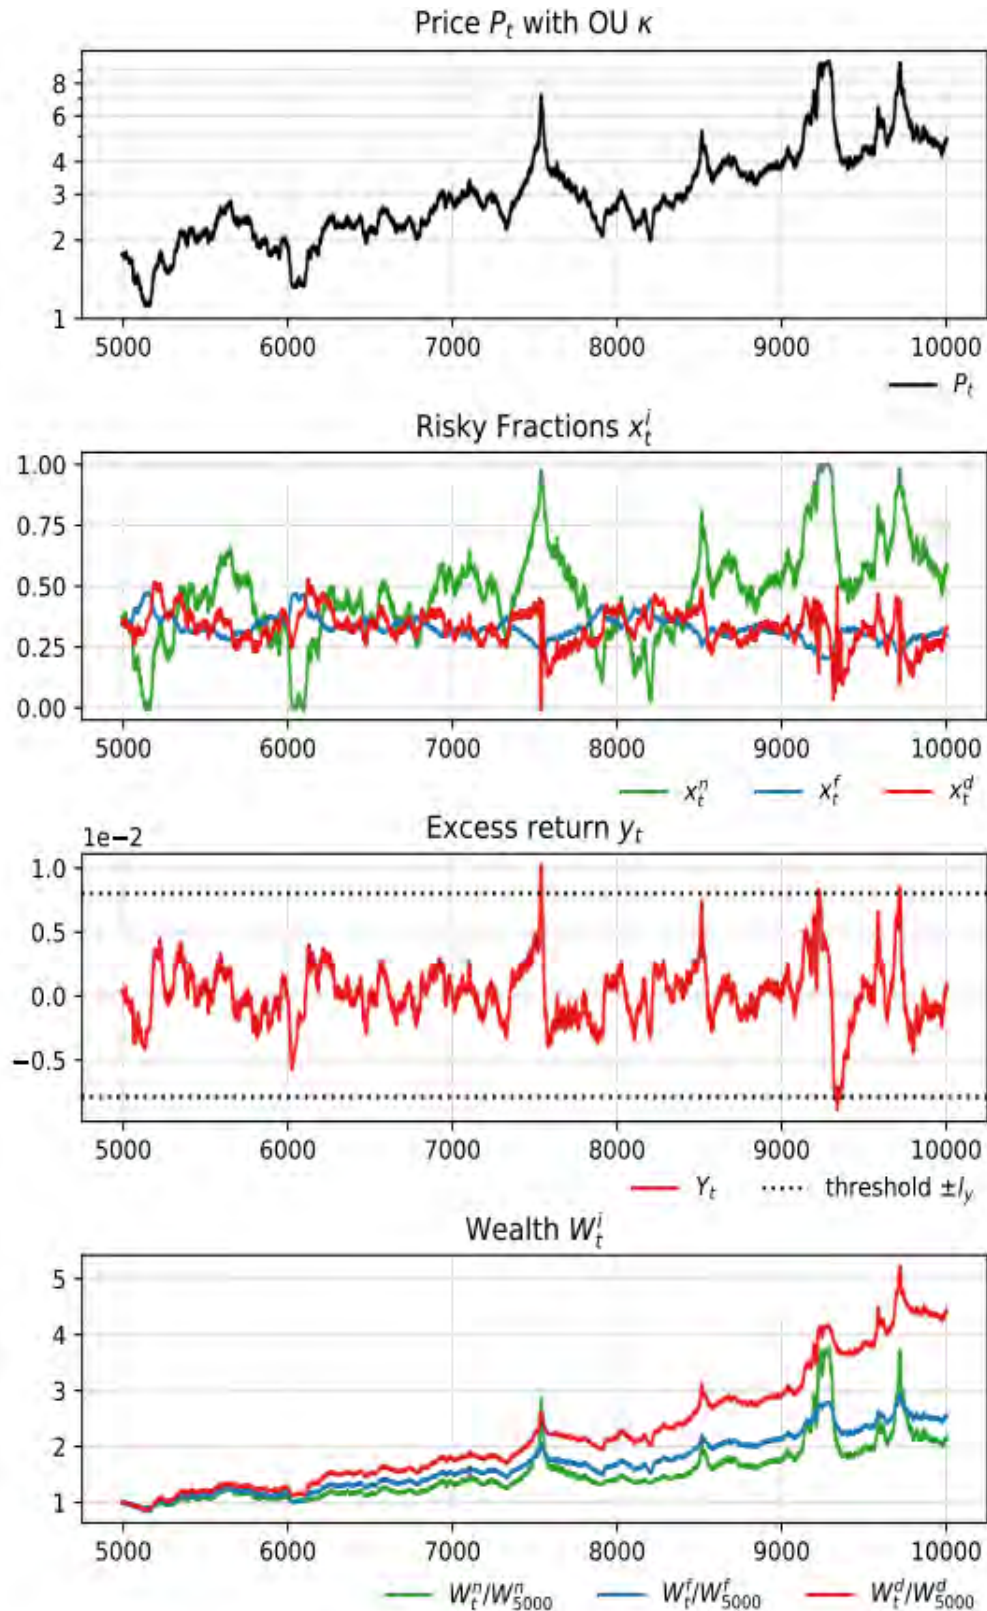 Price P_t with OU κ
8
6
4
3
2
1
5000 6000 7000 8000 9000 10000
P_t
Risky Fractions x_t^i
1.00
0.75
0.50
0.25
0.00
5000 6000 7000 8000 9000 10000
x_t^n x_t^f x_t^d
Excess return y_t
1e−2
1.0
0.5
0.0
−0.5
5000 6000 7000 8000 9000 10000
Y_t threshold ±l_y
Wealth W_t^i
5
4
3
2
1
5000 6000 7000 8000 9000 10000
W_t^n/W_5000^n W_t^f/W_5000^f W_t^d/W_5000^d